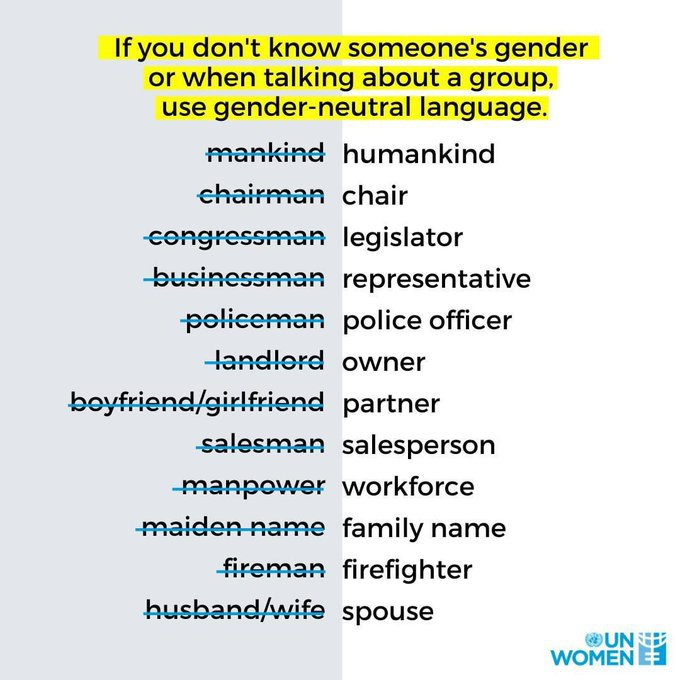 If you don't know someone's gender
or when talking about a group,
use gender-neutral language.
mankind humankind
chairman chair
congressman legislator
businessman representative
policeman police officer
landlord owner
boyfriend/girlfriend partner
salesman salesperson
manpower workforce
maiden name family name
fireman firefighter
husband/wife spouse
UN
WOMEN